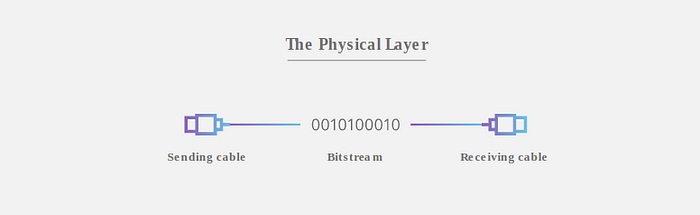 The Physical Layer
0010100010
Sending cable
Bitstream
Receiving cable